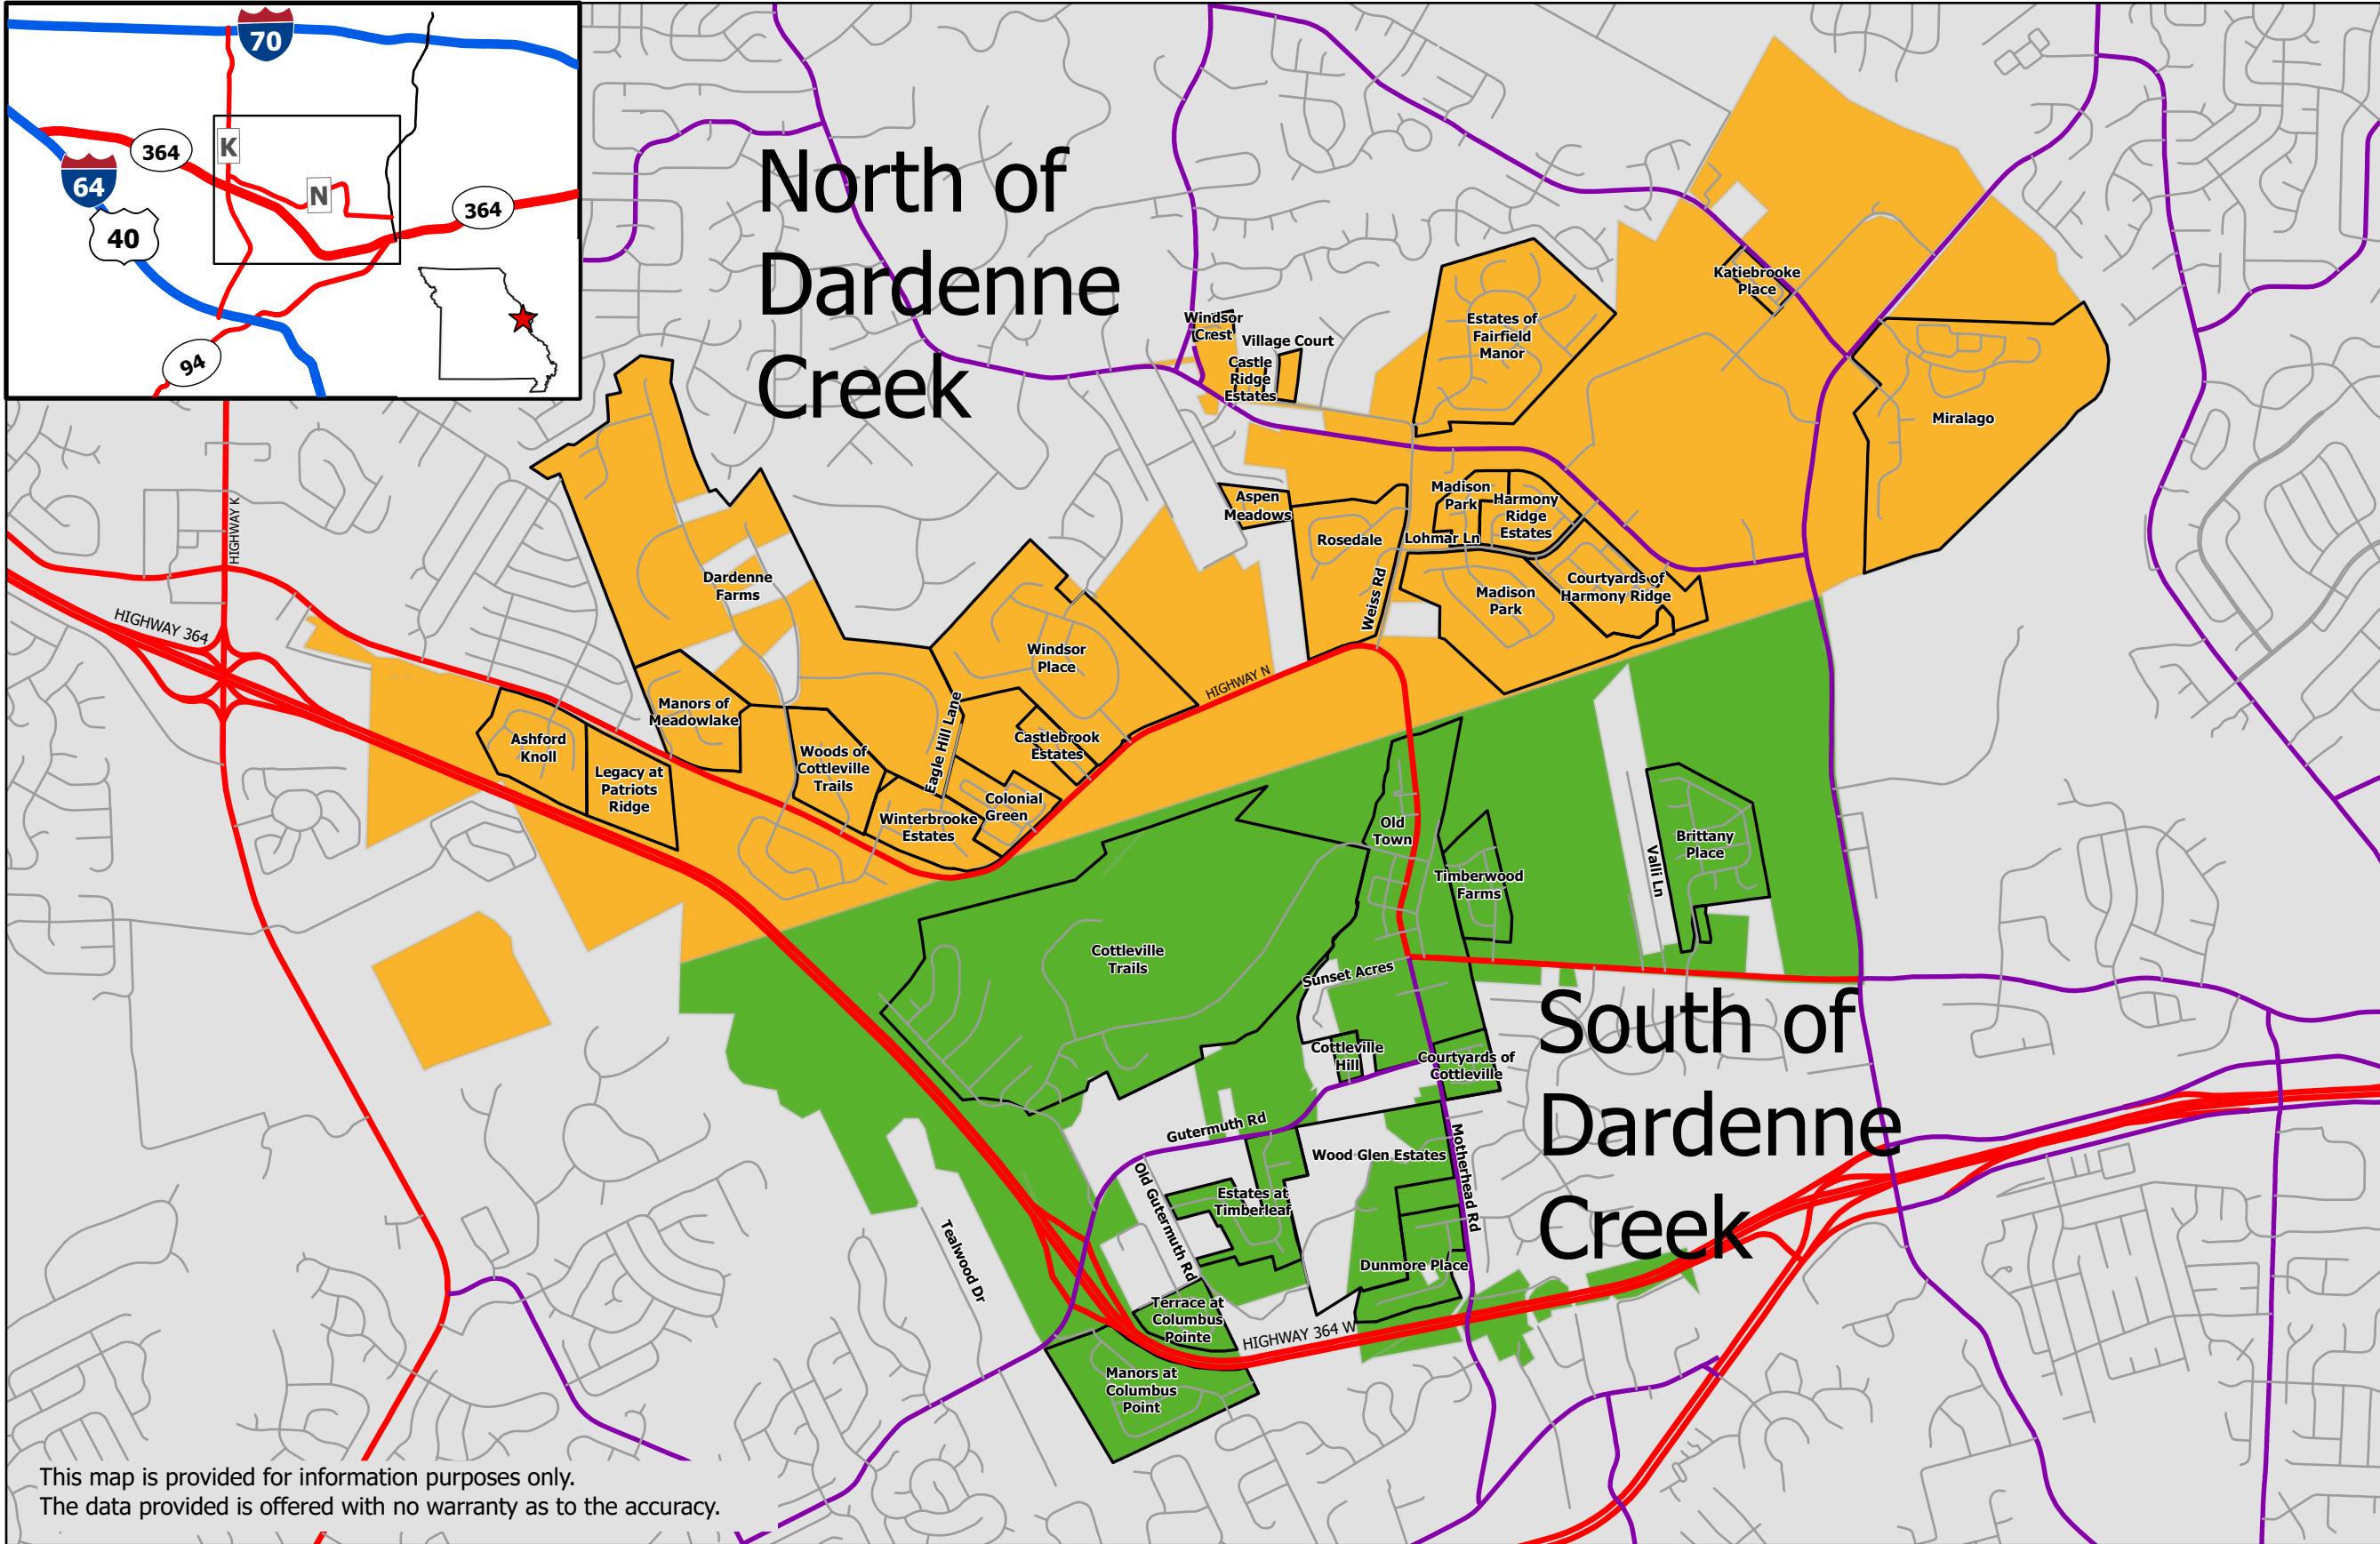 70
K
364
64
N
364
40
94
North of
Dardenne
Creek
Windsor
Crest
Village Court
Castle
Ridge
Estates
Estates of
Fairfield
Manor
Katiebrooke
Place
Miralago
Aspen
Meadows
Rosedale
Madison
Park
Harmony
Ridge
Estates
Lohmar Ln
Weiss Rd
Madison
Park
Courtyards of
Harmony Ridge
HIGHWAY K
HIGHWAY 364
Dardenne
Farms
Windsor
Place
HIGHWAY N
Manors of
Meadowlake
Ashford
Knoll
Legacy at
Patriots
Ridge
Woods of
Cottleville
Trails
Eagle Hill Lane
Castlebrook
Estates
Colonial
Green
Winterbrooke
Estates
Old
Town
Timberwood
Farms
Valli Ln
Brittany
Place
Cottleville
Trails
Sunset Acres
Cottleville
Hill
Courtyards of
Cottleville
South of
Dardenne
Creek
Gutermuth Rd
Old Gutermuth Rd
Wood Glen Estates
Motherhead Rd
Estates at
Timberleaf
Dunmore Place
Tealwood Dr
Terrace at
Columbus
Pointe
HIGHWAY 364 W
Manors at
Columbus
Point
This map is provided for information purposes only.
The data provided is offered with no warranty as to the accuracy.